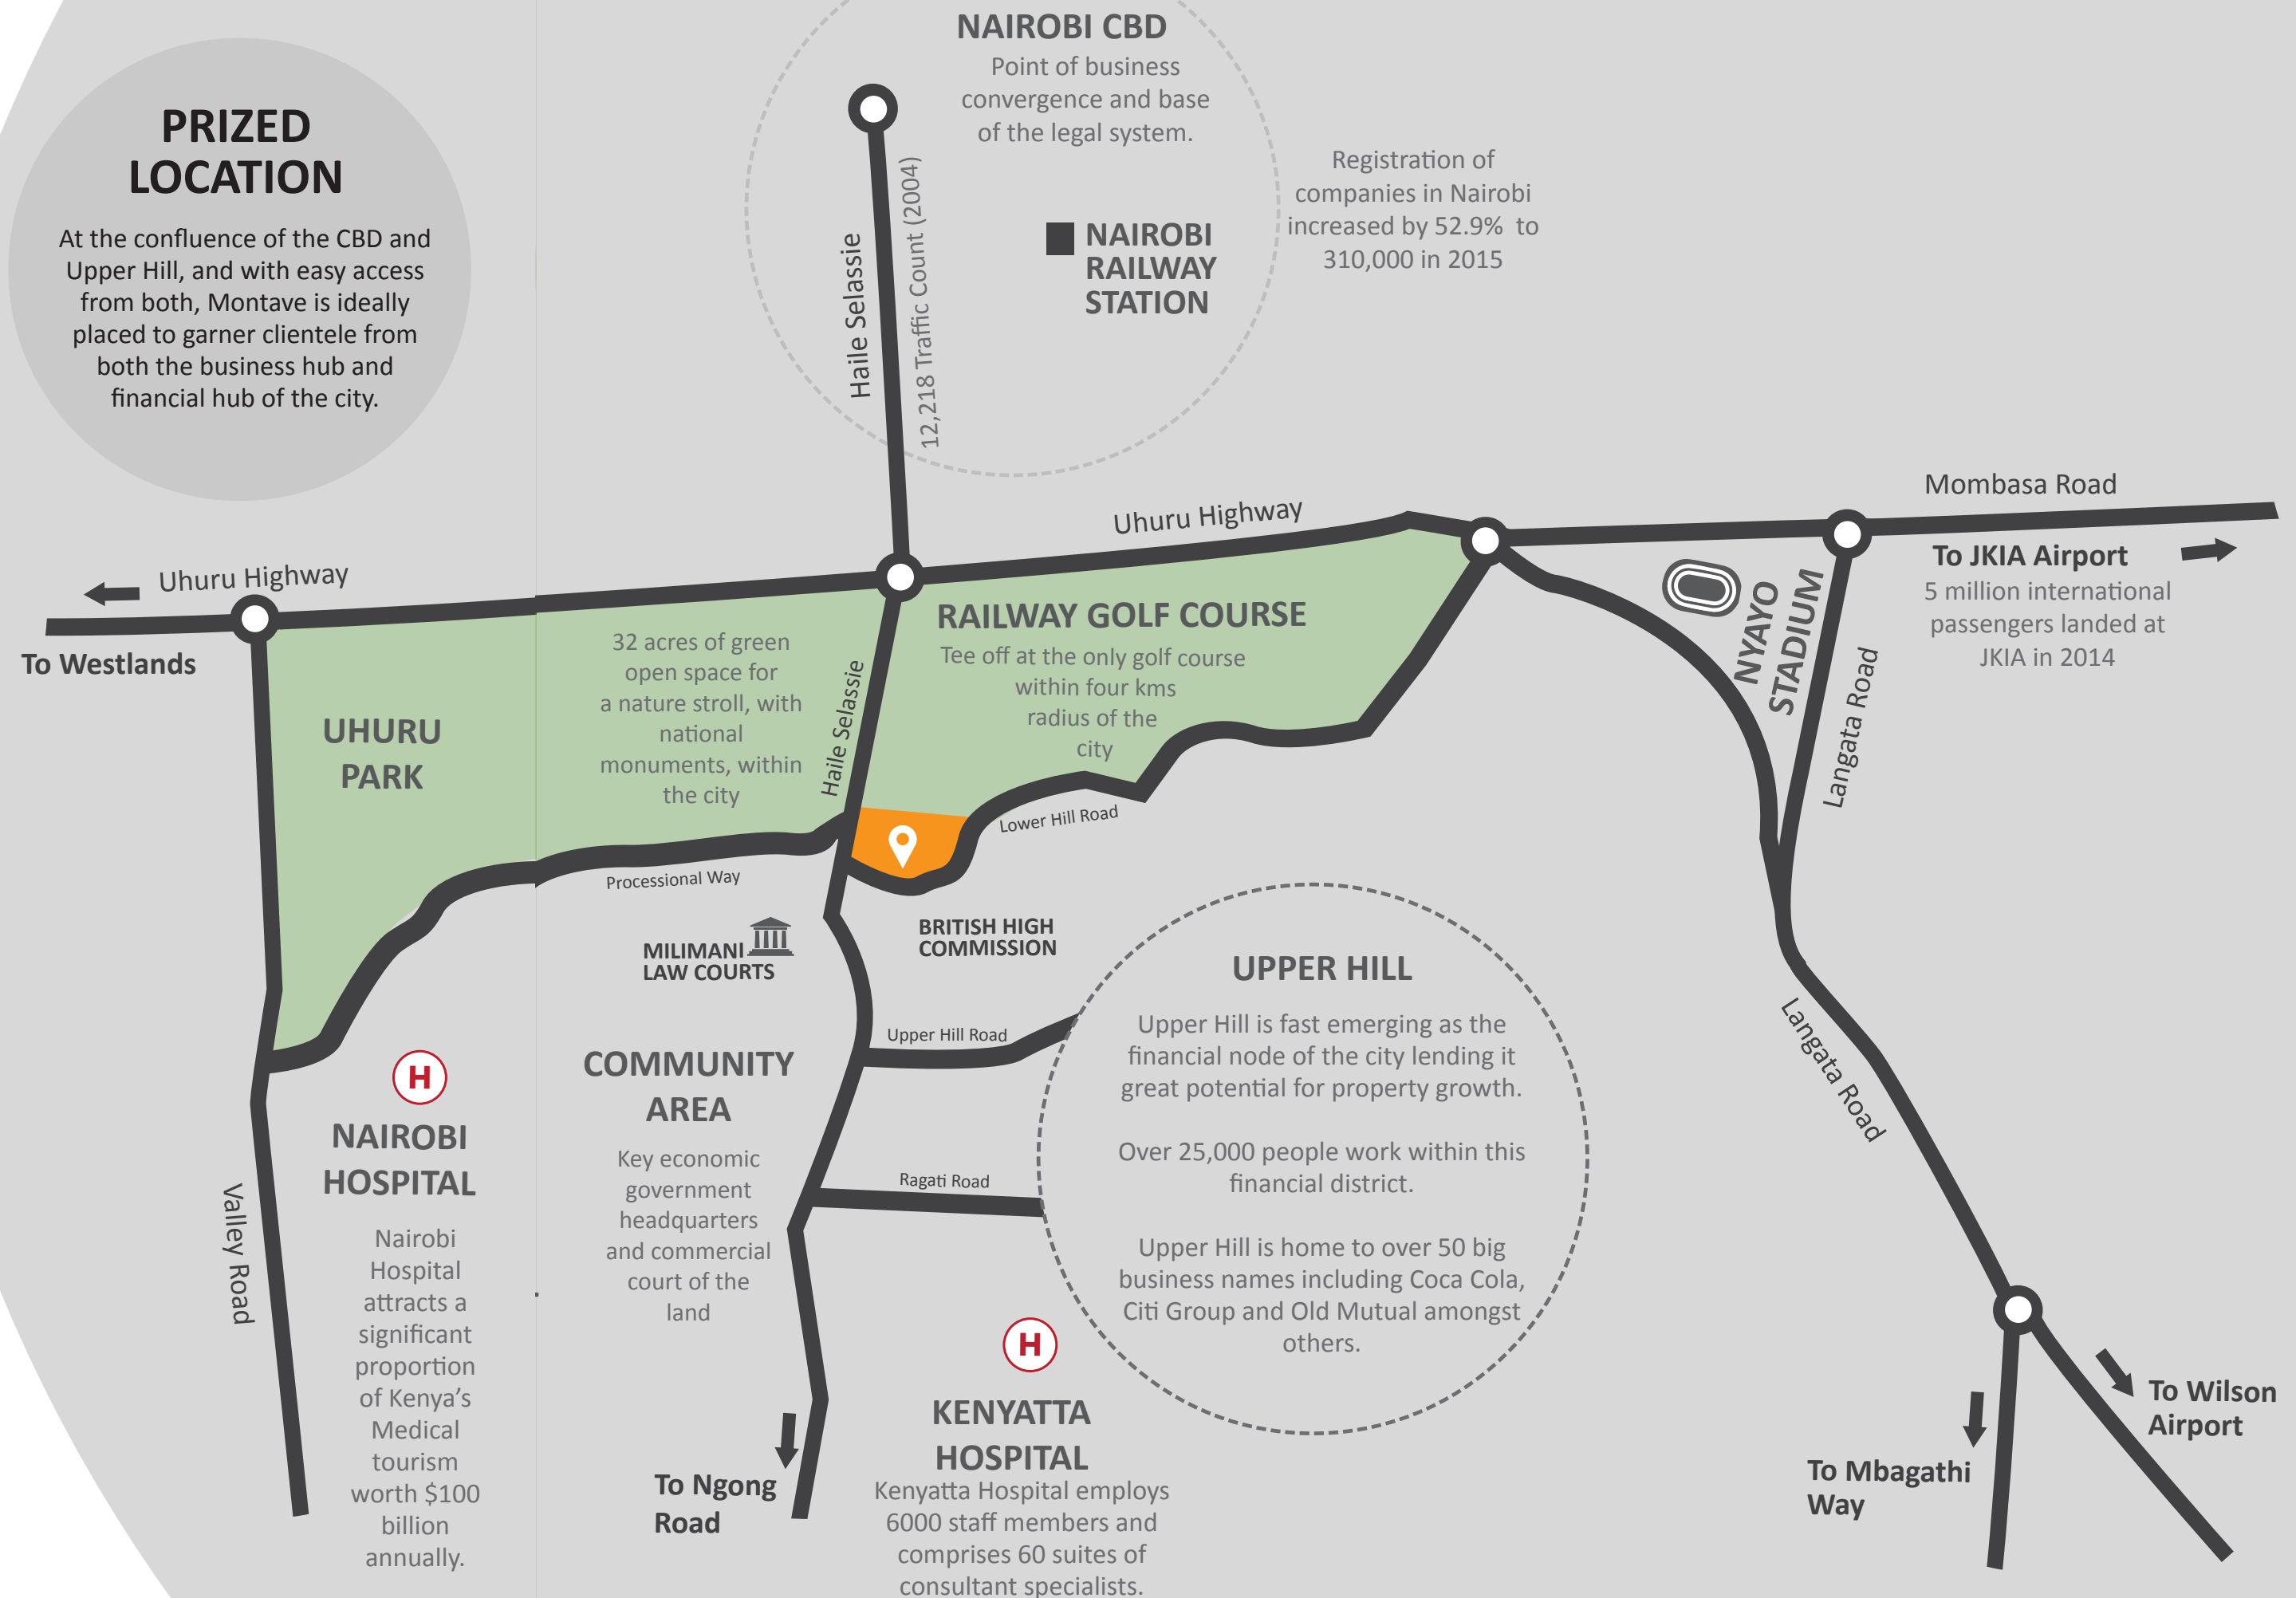 PRIZED
LOCATION
At the confluence of the CBD and
Upper Hill, and with easy access
from both, Montave is ideally
placed to garner clientele from
both the business hub and
financial hub of the city.
NAIROBI CBD
Point of business
convergence and base
of the legal system.
NAIROBI
RAILWAY
STATION
Haile Selassie
12,218 Traffic Count (2004)
Registration of
companies in Nairobi
increased by 52.9% to
310,000 in 2015
Uhuru Highway
To Westlands
Uhuru Highway
Mombasa Road
To JKIA Airport
5 million international
passengers landed at
JKIA in 2014
UHURU
PARK
32 acres of green
open space for
a nature stroll, with
national
monuments, within
the city
Haile Selassie
RAILWAY GOLF COURSE
Tee off at the only golf course
within four kms
radius of the
city
NYAYO
STADIUM
Langata Road
Lower Hill Road
Processional Way
MILIMANI
LAW COURTS
BRITISH HIGH
COMMISSION
Upper Hill Road
COMMUNITY
AREA
Key economic
government
headquarters
and commercial
court of the
land
Ragati Road
UPPER HILL
Upper Hill is fast emerging as the
financial node of the city lending it
great potential for property growth.
Over 25,000 people work within this
financial district.
Upper Hill is home to over 50 big
business names including Coca Cola,
Citi Group and Old Mutual amongst
others.
Langata Road
H
NAIROBI
HOSPITAL
Nairobi
Hospital
attracts a
significant
proportion
of Kenya's
Medical
tourism
worth $100
billion
annually.
Valley Road
To Ngong
Road
H
KENYATTA
HOSPITAL
Kenyatta Hospital employs
6000 staff members and
comprises 60 suites of
consultant specialists.
To Mbagathi
Way
To Wilson
Airport